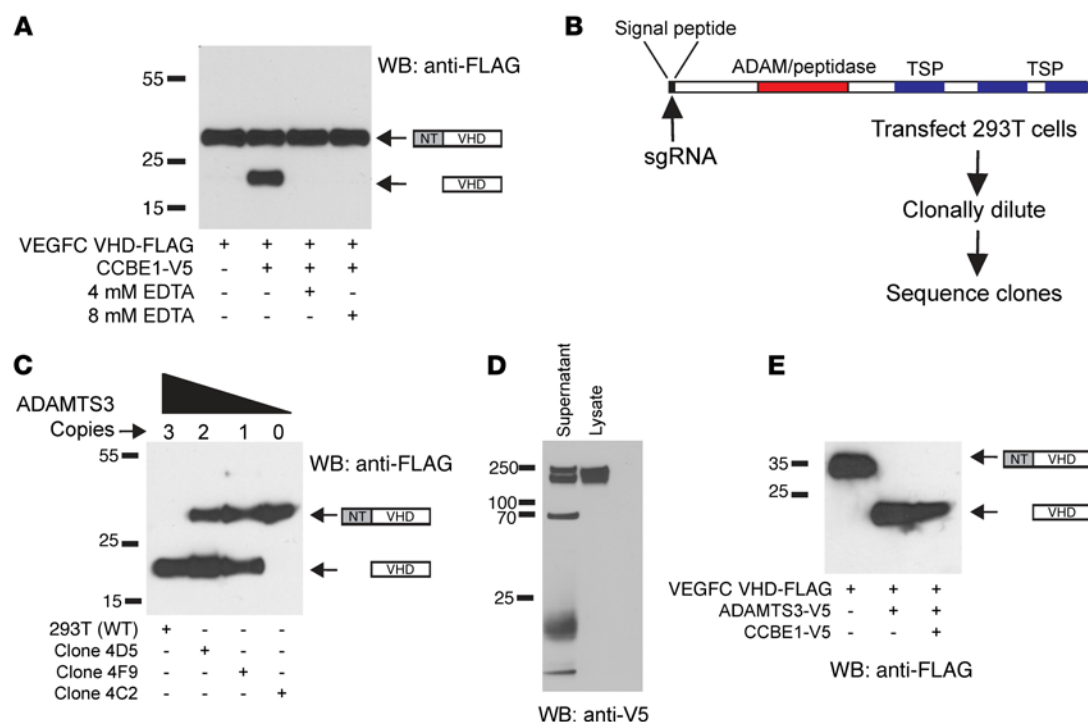 A
WB: anti-FLAG
55
25
15
NT VHD
VHD
VEGFC VHD-FLAG + + + +
CCBE1-V5 - + + +
4 mM EDTA - - + -
8 mM EDTA - - - +
B
Signal peptide
ADAM/peptidase TSP TSP
sgRNA
Transfect 293T cells
Clonally dilute
Sequence clones
C
ADAMTS3
Copies 3 2 1 0
WB: anti-FLAG
55
25
15
NT VHD
VHD
293T (WT) + - - -
Clone 4D5 - + - -
Clone 4F9 - - + -
Clone 4C2 - - - +
D
Supernatant
Lysate
250
100
70
25
WB: anti-V5
E
35
25
NT VHD
VHD
VEGFC VHD-FLAG + + +
ADAMTS3-V5 - + +
CCBE1-V5 - - +
WB: anti-FLAG